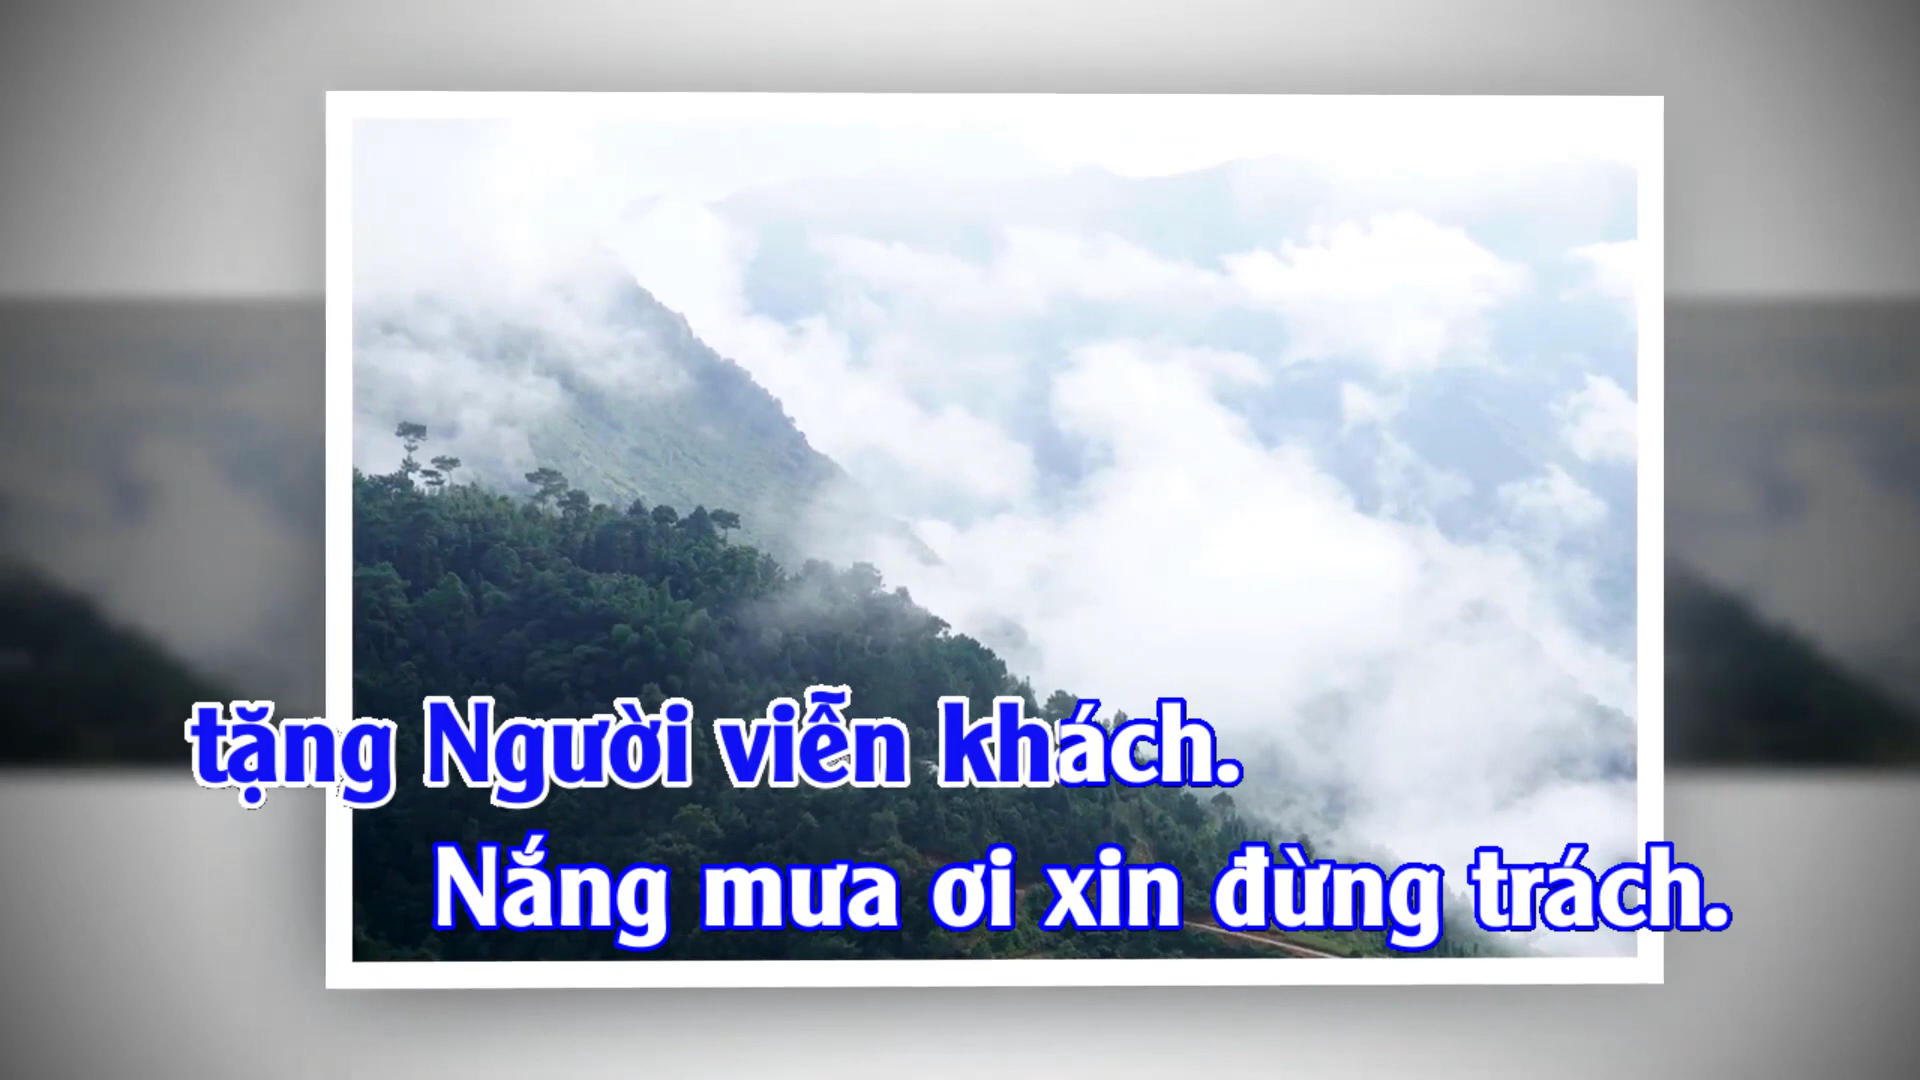 tặng Người viễn khách.
Nắng mưa ơi xin đừng trách.